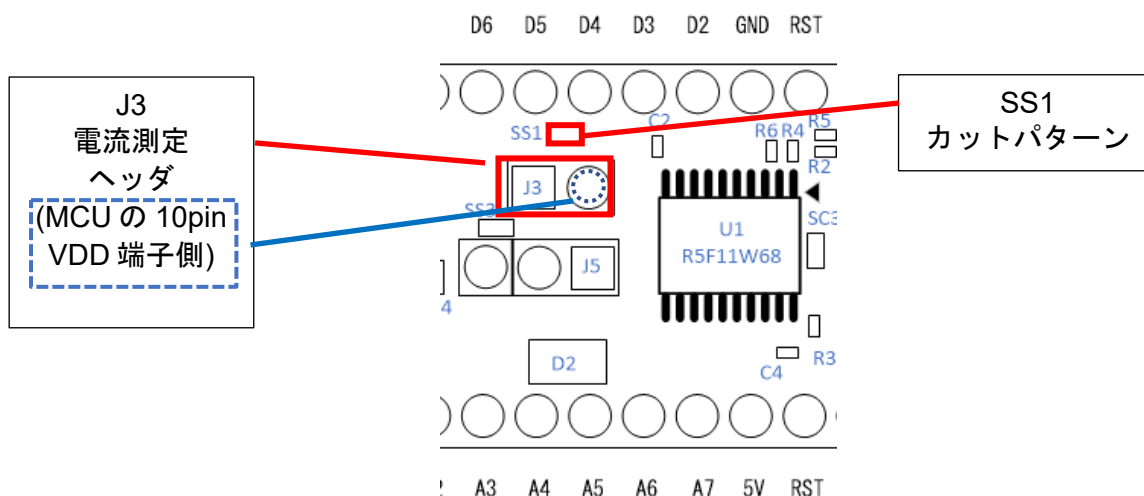 D6 D5 D4 D3 D2 GND RST
J3
電流測定
ヘッダ
(MCU の 10pin
VDD 端子側)
SS1
カットパターン
SS1
C2
R6 R4 R5
R2
J3
SS3
U1
R5F11W68
SC3
J5
4
D2
C4
R3
A3 A4 A5 A6 A7 5V RST